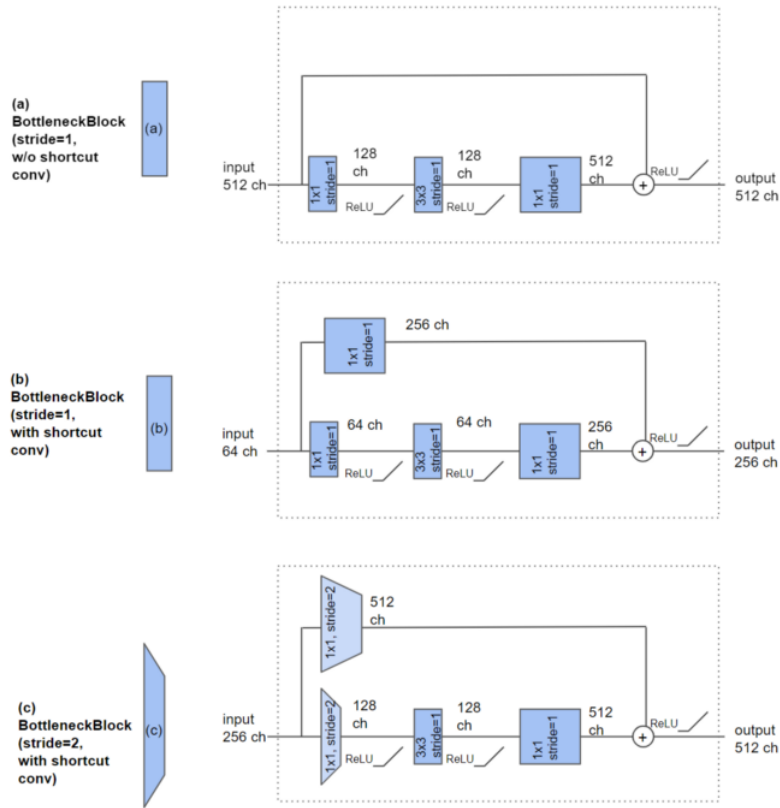 (a)
BottleneckBlock
(stride=1,
w/o shortcut
conv)
(a)
input
512 ch
1x1
stride=1
128
ch
ReLU
3x3
stride=1
128
ch
ReLU
1x1
stride=1
512
ch
+
ReLU
output
512 ch
(b)
BottleneckBlock
(stride=1,
with shortcut
conv)
(b)
1x1
stride=1
256 ch
input
64 ch
1x1
stride=1
64 ch
ReLU
3x3
stride=1
64 ch
ReLU
1x1
stride=1
256
ch
+
ReLU
output
256 ch
(c)
BottleneckBlock
(stride=2,
with shortcut
conv)
(c)
1x1, stride=2
512
ch
input
256 ch
1x1, stride=2
128
ch
ReLU
3x3
stride=1
128
ch
ReLU
1x1
stride=1
512
ch
+
ReLU
output
512 ch